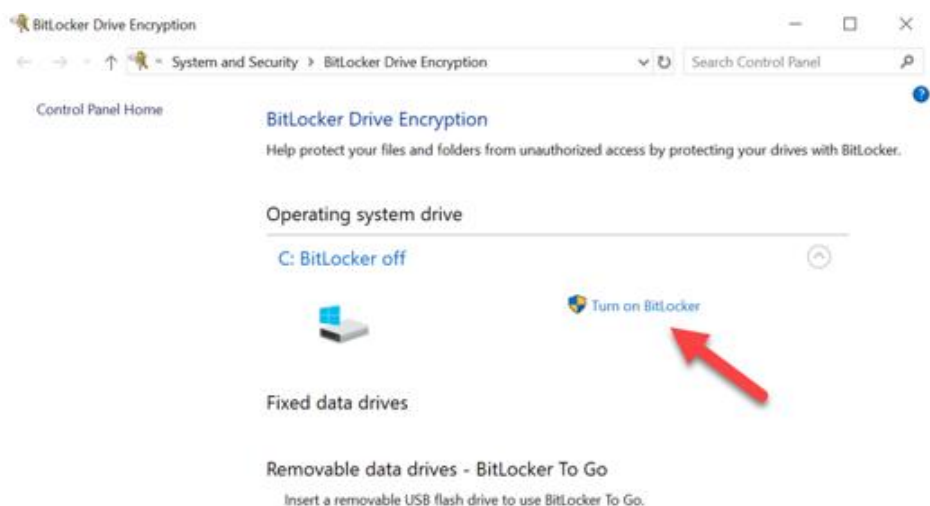 BitLocker Drive Encryption
System and Security > BitLocker Drive Encryption
Search Control Panel
Control Panel Home
BitLocker Drive Encryption
Help protect your files and folders from unauthorized access by protecting your drives with BitLocker.
Operating system drive
C: BitLocker off
Turn on BitLocker
Fixed data drives
Removable data drives - BitLocker To Go
Insert a removable USB flash drive to use BitLocker To Go.